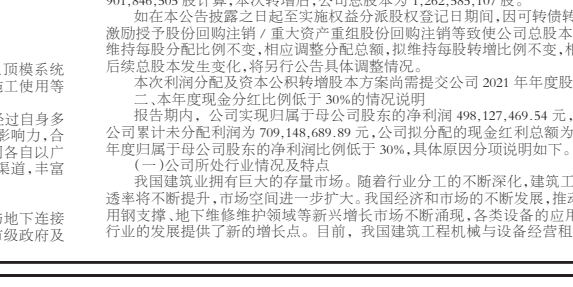 901,846,505 股计算，本次转增后，公司总股本为 1,262,585,107 股。
如在本公告披露之日起至实施权益分派股权登记日期间，因可转债转
激励授予股份回购注销 / 重大资产重组股份回购注销等致使公司总股本
维持每股分配比例不变，相应调整分配总额，拟维持每股转增比例不变，相
后续总股本发生变化，将另行公告具体调整情况。
本次利润分配及资本公积转增股本方案尚需提交公司 2021 年年度股
二、本年度现金分红比例低于 30%的情况说明
报告期内，公司实现归属于母公司股东的净利润 498,127,469.54 元，
公司累计未分配利润为 709,148,689.89 元，公司拟分配的现金红利总额为
年度归属于母公司股东的净利润比例低于 30%，具体原因分项说明如下。
(一)公司所处行业情况及特点
我国建筑业拥有巨大的存量市场。随着行业分工的不断深化，建筑工
透率将不断提升，市场空间进一步扩大。我国经济和市场的不断发展，推动
用钢支撑、地下维修维护领域等新兴增长市场不断涌现，各类设备的应用
行业的发展提供了新的增长点。目前，我国建筑工程机械与设备经营租
顶模系统
施工使用等
经过自身多
影响力，合
司各自以广
渠道，丰富
与地下连接
市级政府及